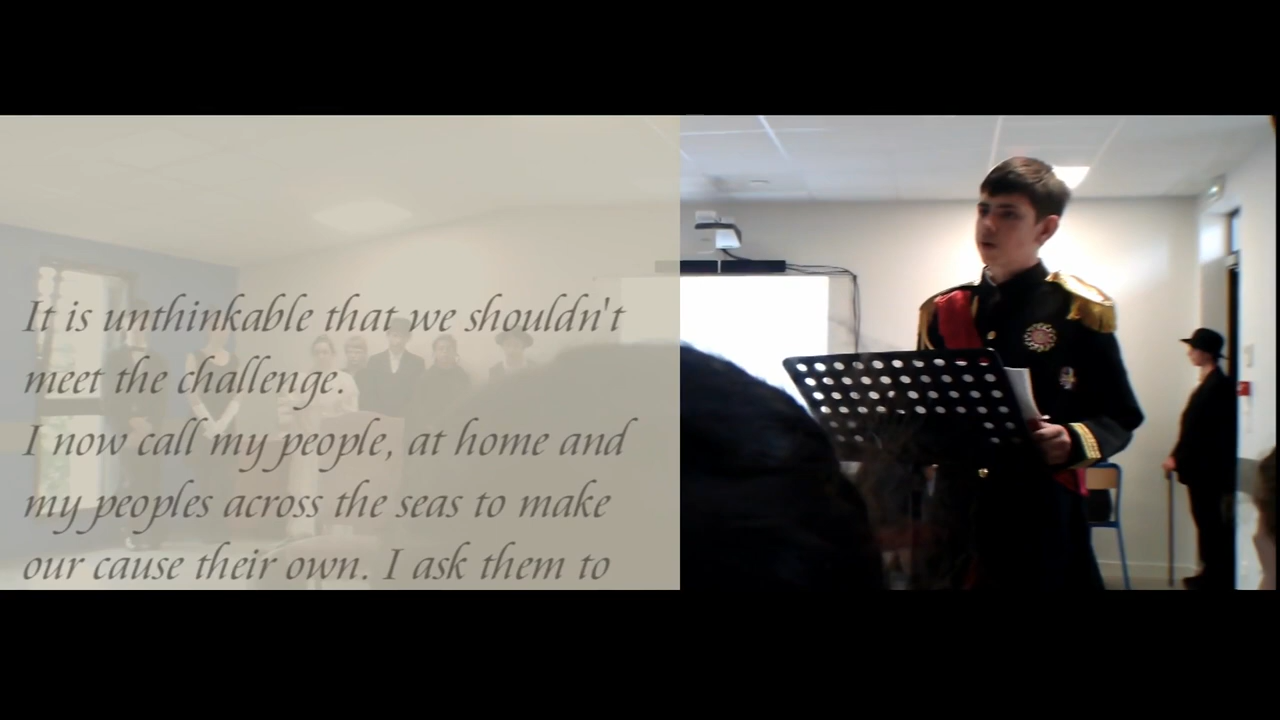 It is unthinkable that we shouldn't
meet the challenge.
I now call my people, at home and
my peoples across the seas to make
our cause their own. I ask them to